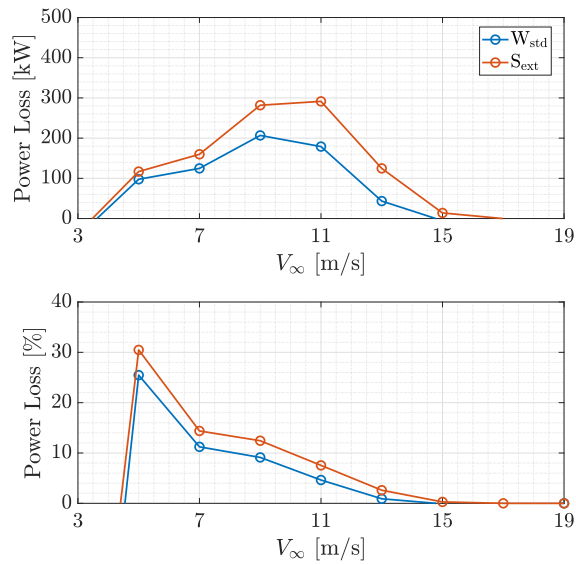 500
400
300
200
100
0
Power Loss [kW]
W_std
S_ext
3 7 11 15 19
V_∞ [m/s]
40
30
20
10
0
Power Loss [%]
3 7 11 15 19
V_∞ [m/s]